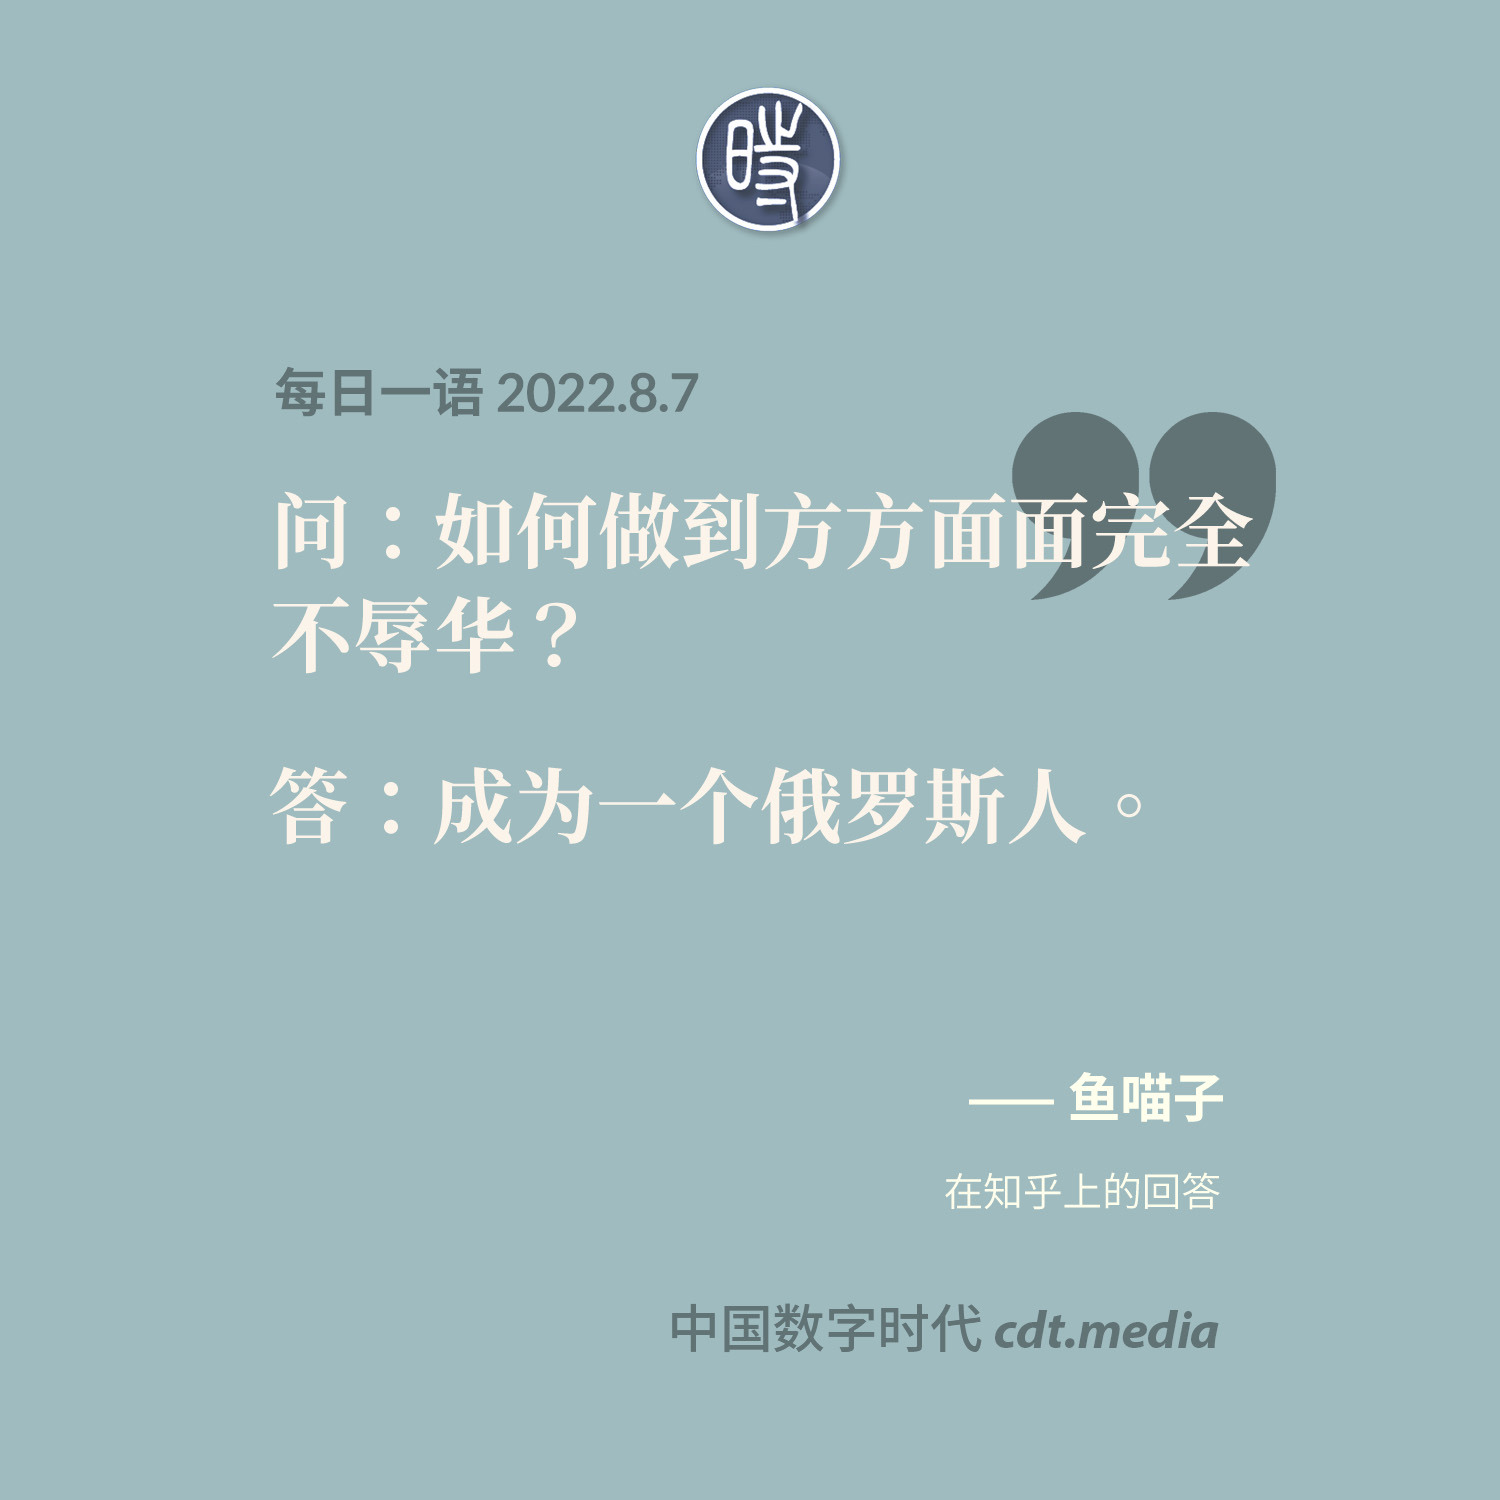 時
每日一语 2022.8.7
问：如何做到方方面面完全
不辱华？
答：成为一个俄罗斯人。
—— 鱼喵子
在知乎上的回答
中国数字时代 cdt.media